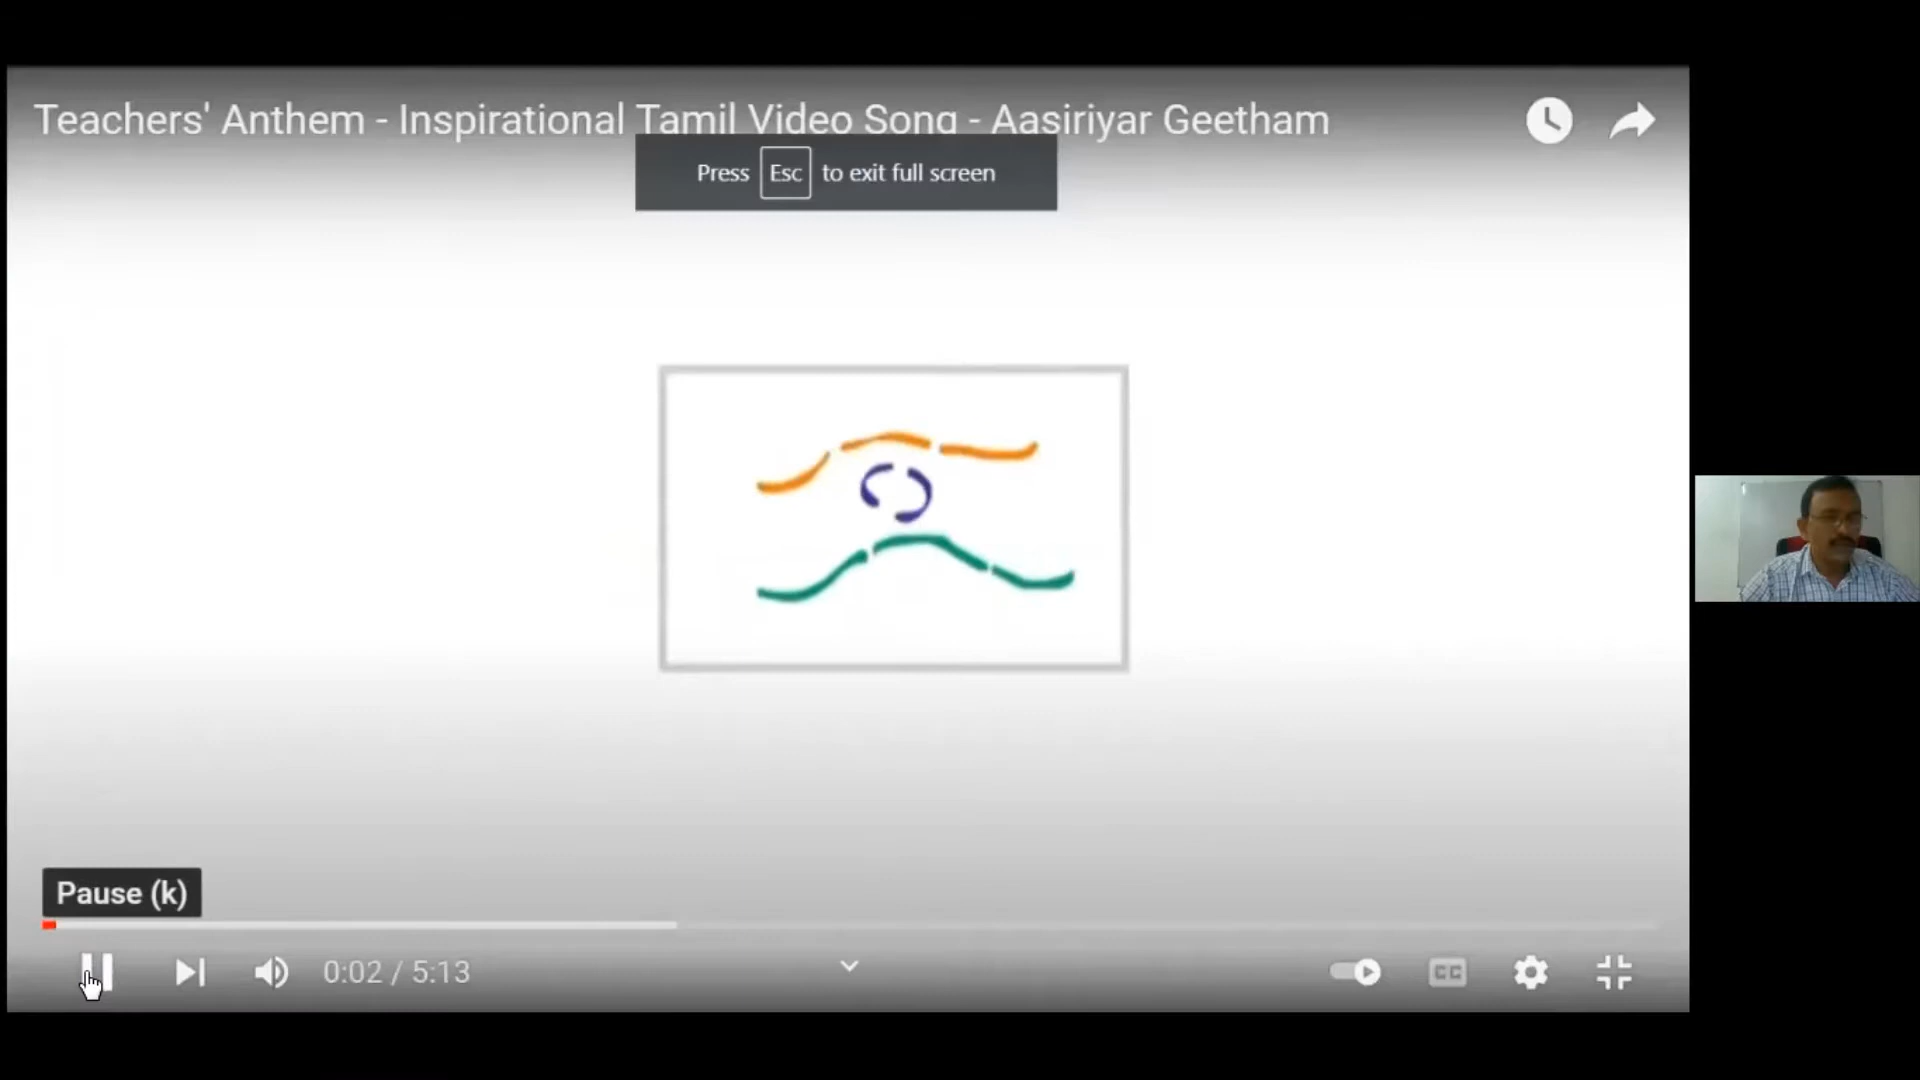 Teachers' Anthem - Inspirational Tamil Video Song - Aasiriyar Geetham
Press Esc to exit full screen
Pause (k)
0:02 / 5:13
CC